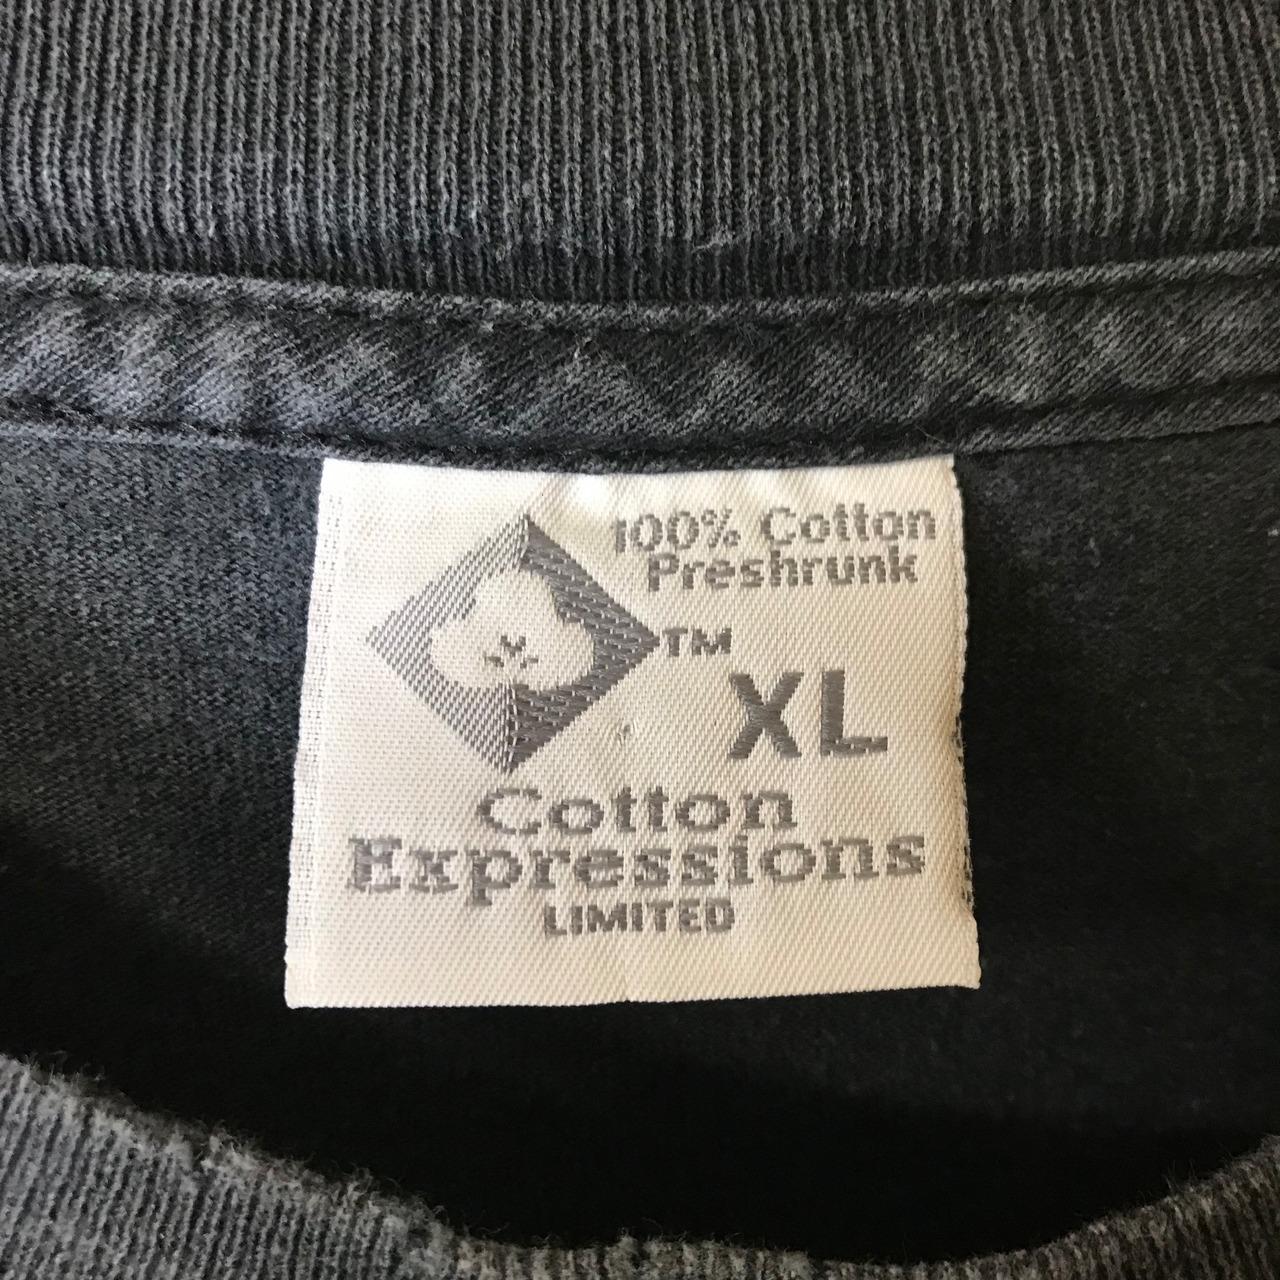 100% Cotton
Preshrunk
TM
XL
Cotton
Expressions
LIMITED